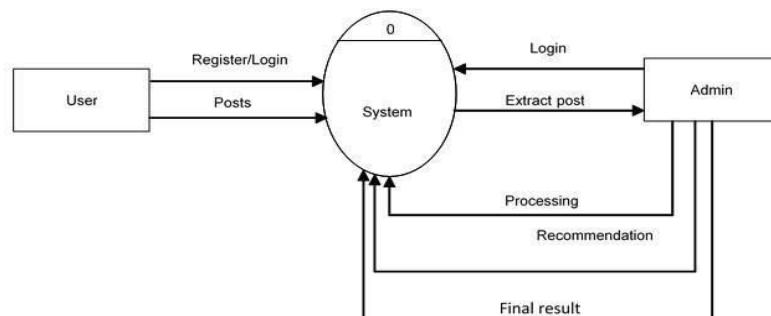 0
Register/Login
Login
User
Posts
System
Extract post
Admin
Processing
Recommendation
Final result